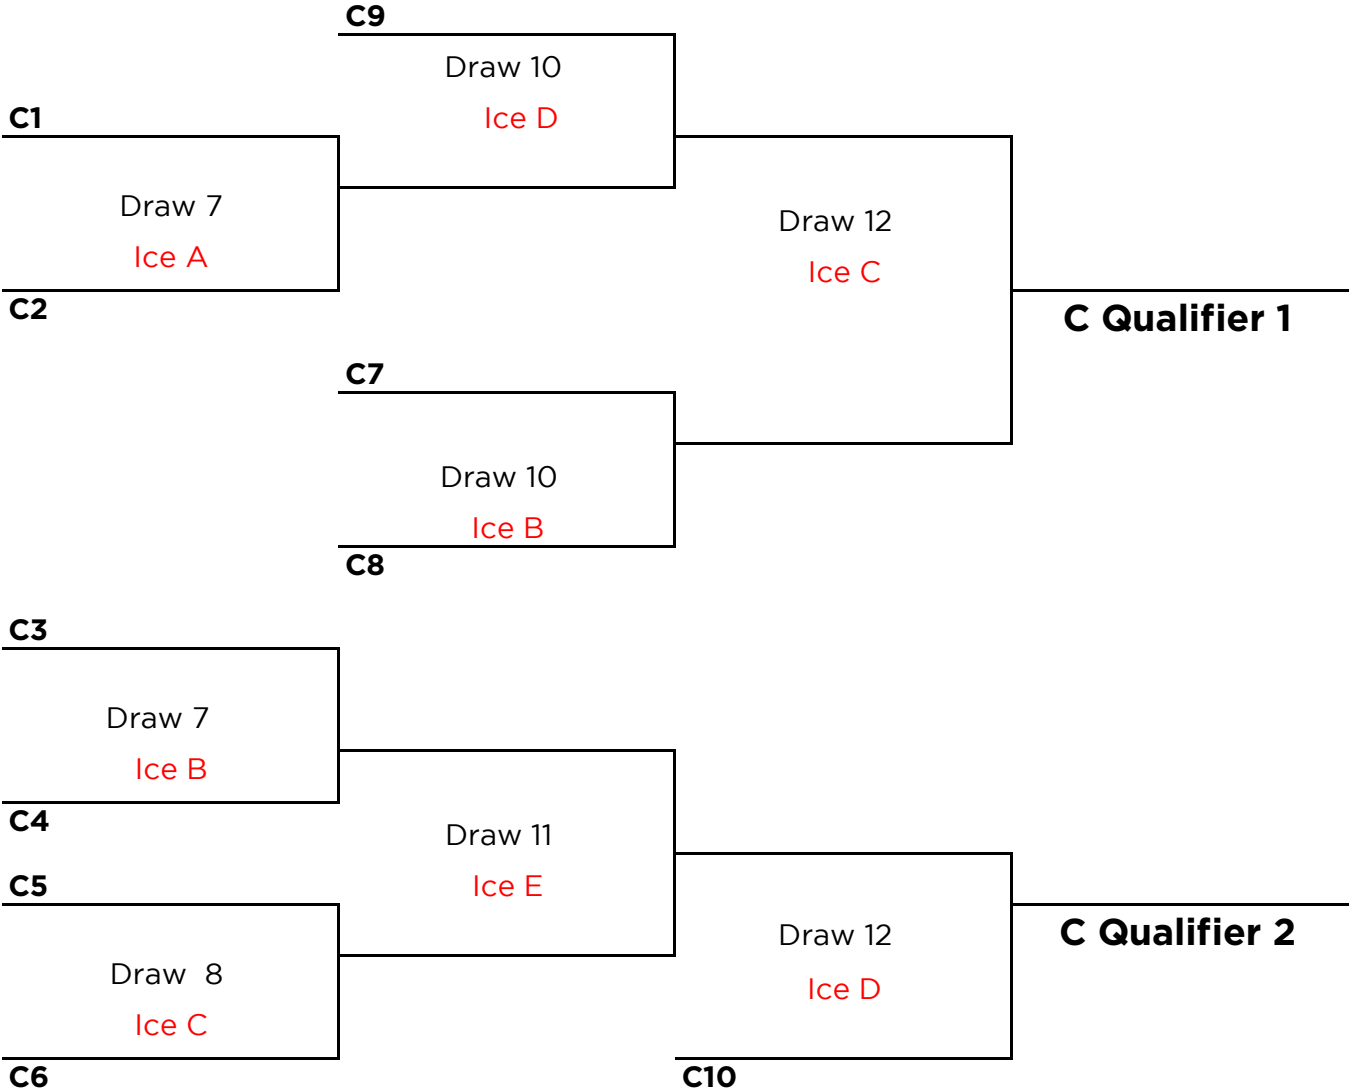 C9
Draw 10
Ice D
C1
Draw 7
Ice A
C2
Draw 12
Ice C
C Qualifier 1
C7
Draw 10
Ice B
C8
C3
Draw 7
Ice B
C4
Draw 11
Ice E
C5
Draw 8
Ice C
C6
Draw 12
Ice D
C Qualifier 2
C10